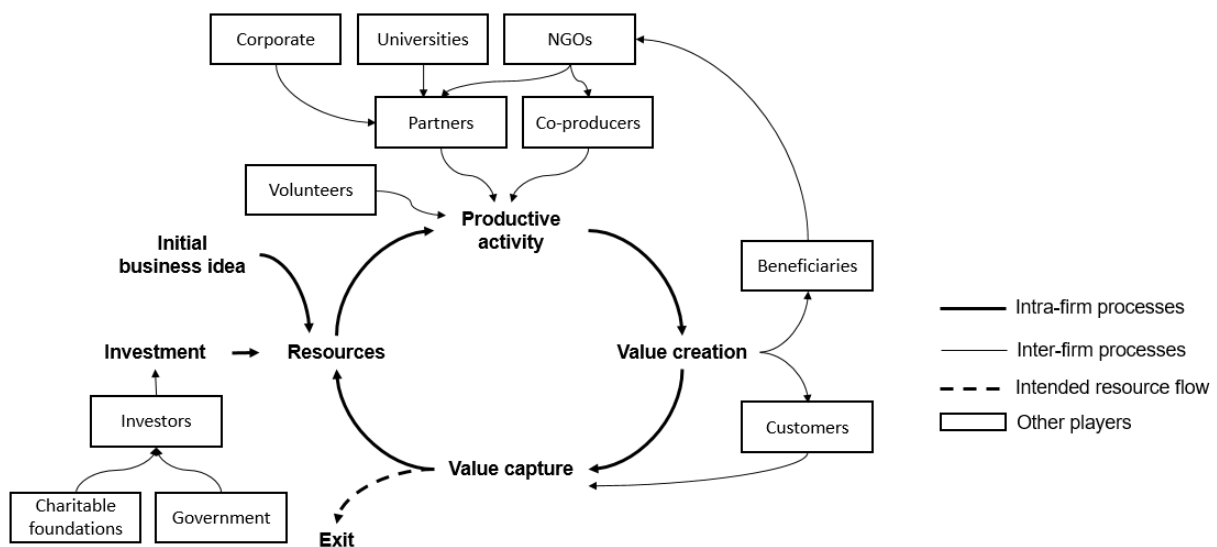 Corporate
Universities
NGOs
Partners
Co-producers
Volunteers
Productive
activity
Initial
business idea
Beneficiaries
Intra-firm processes
Investment
Resources
Value creation
Inter-firm processes
Intended resource flow
Investors
Customers
Other players
Value capture
Charitable
foundations
Government
Exit